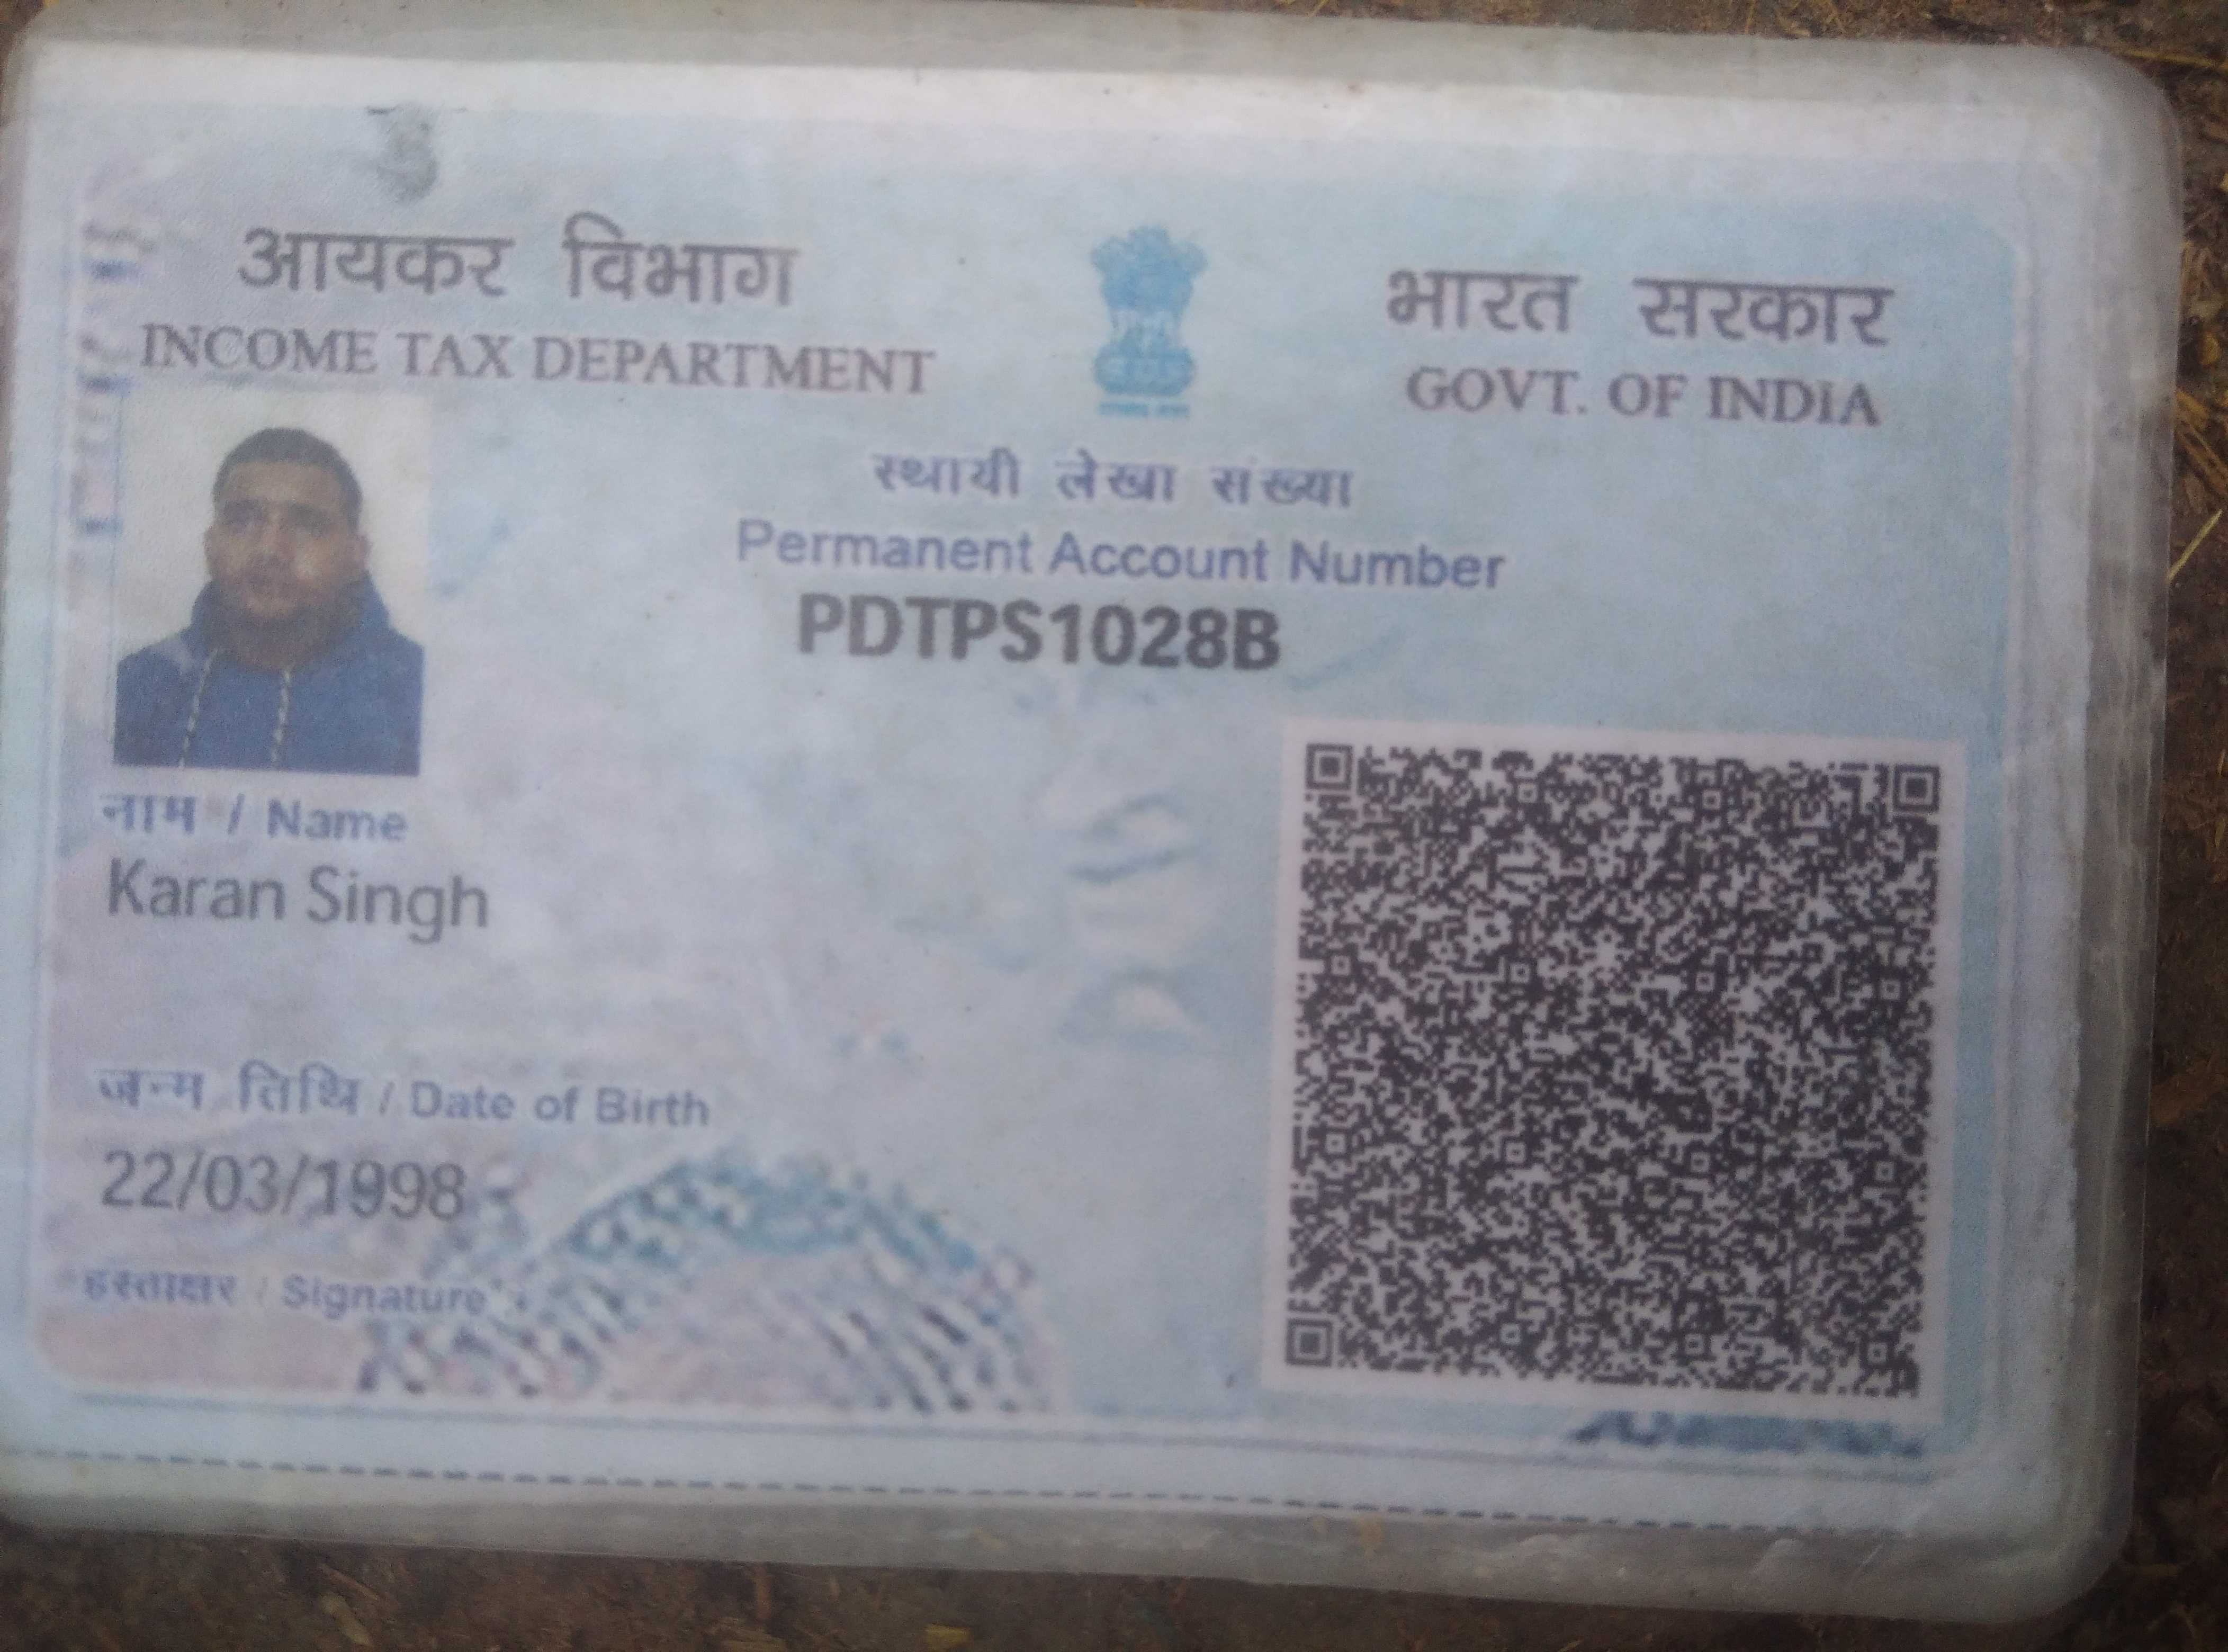 आयकर विभाग
INCOME TAX DEPARTMENT
भारत सरकार
GOVT. OF INDIA
स्थायी लेखा संख्या
Permanent Account Number
PDTPS1028B
नाम / Name
Karan Singh
जन्म तिथि / Date of Birth
22/03/1998
हस्ताक्षर / Signature